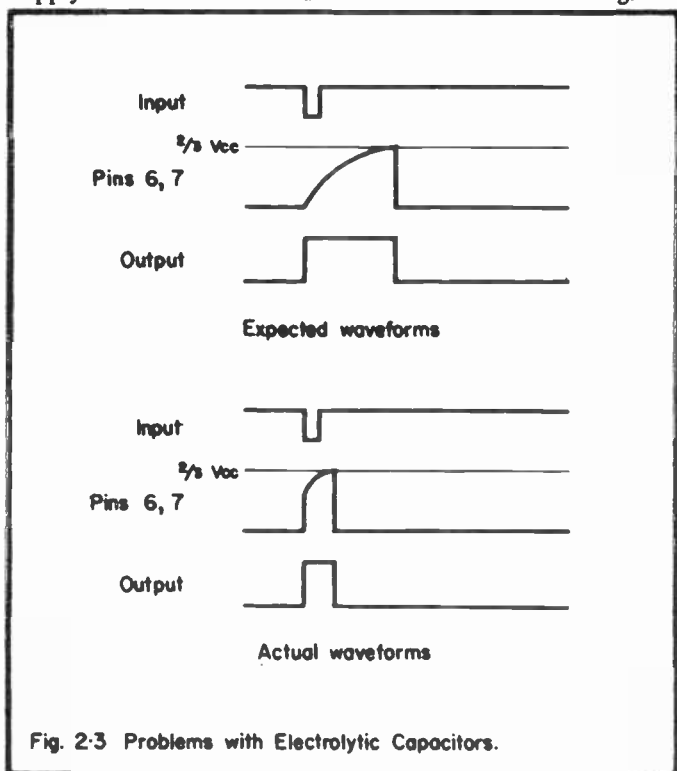 Input
2/3 Vcc
Pins 6, 7
Output
Expected waveforms
Input
2/3 Vcc
Pins 6, 7
Output
Actual waveforms
Fig. 2·3 Problems with Electrolytic Capacitors.